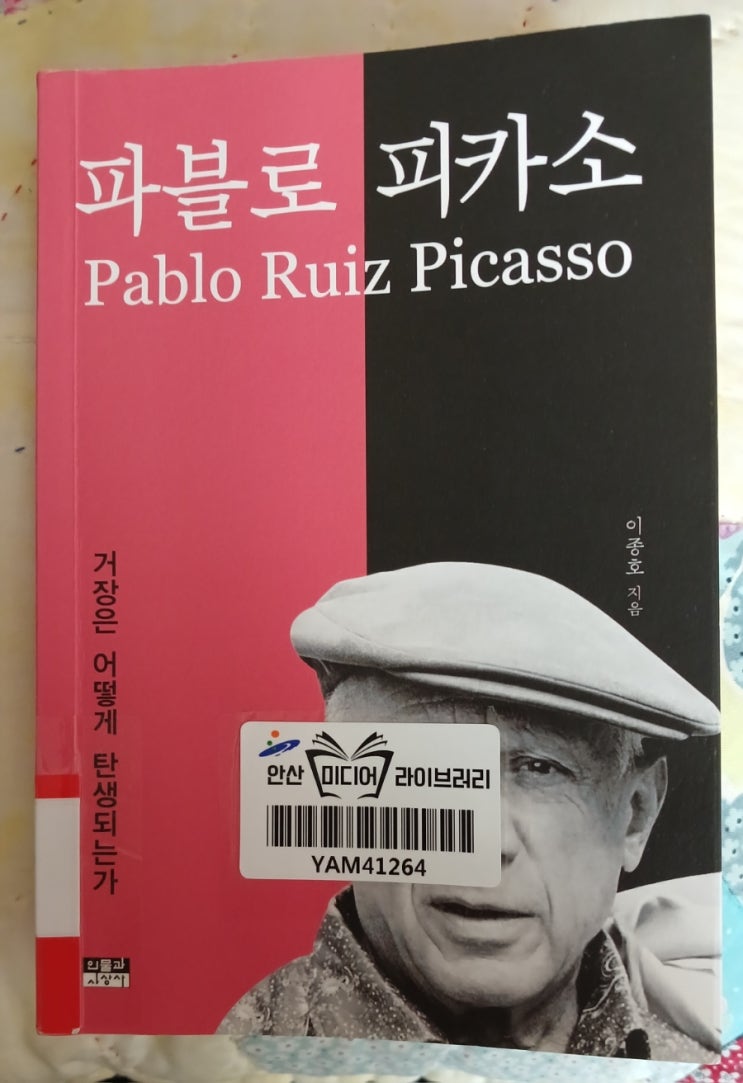 파블로 피카소
Pablo Ruiz Picasso
이종호 지음
거장은 어떻게 탄생되는가
안산 미디어 라이브러리
YAM41264
인물과
사상사